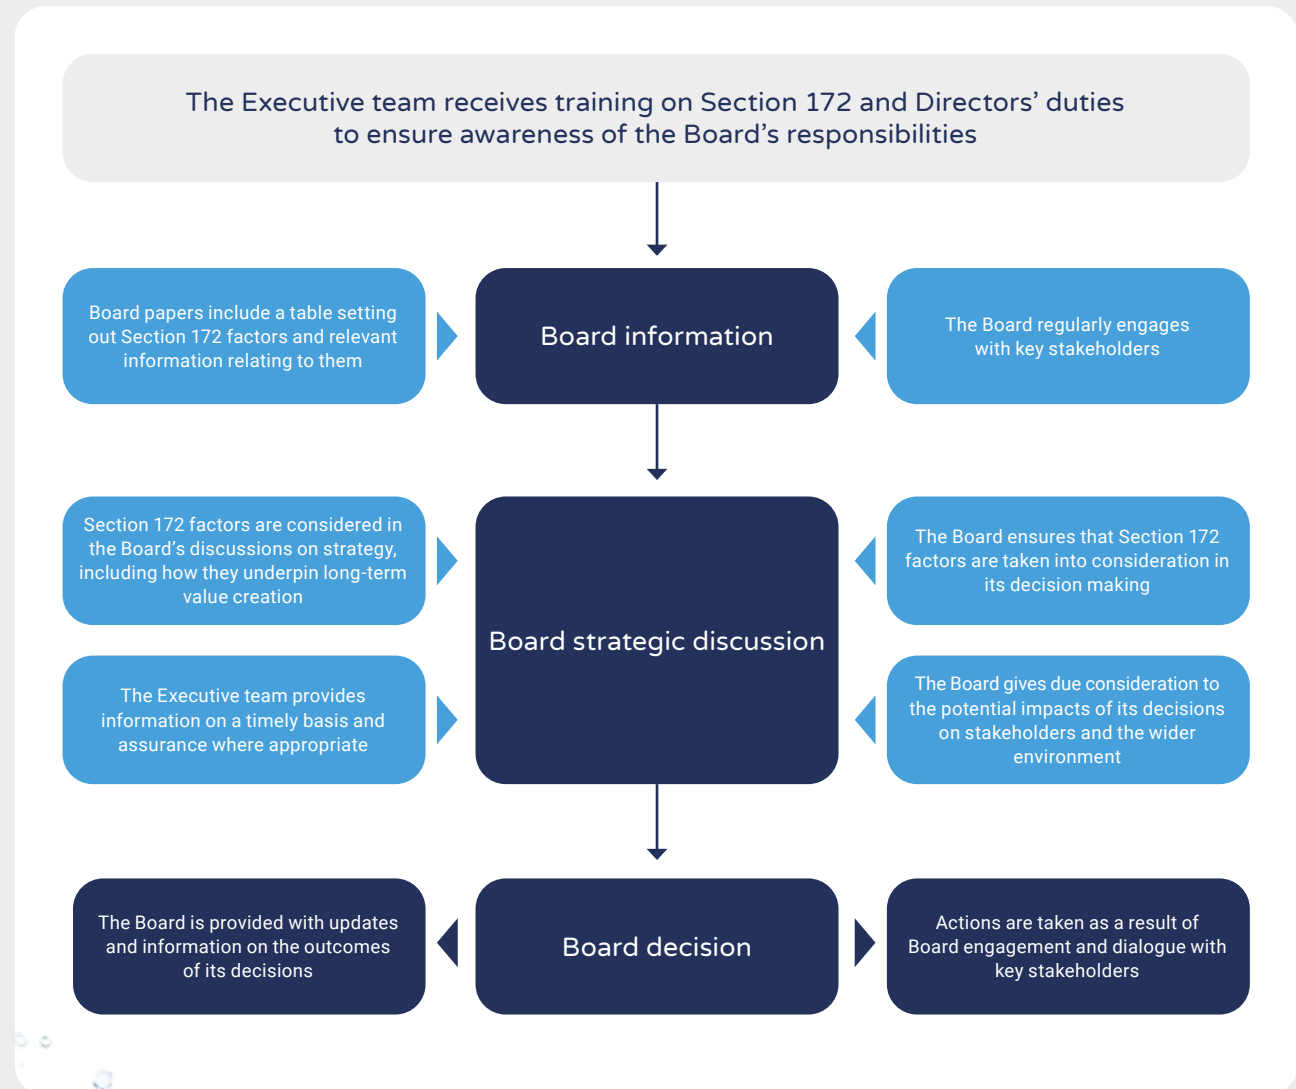 The Executive team receives training on Section 172 and Directors’ duties
to ensure awareness of the Board’s responsibilities
Board papers include a table setting
out Section 172 factors and relevant
information relating to them
Board information
The Board regularly engages
with key stakeholders
Section 172 factors are considered in
the Board’s discussions on strategy,
including how they underpin long-term
value creation
The Executive team provides
information on a timely basis and
assurance where appropriate
Board strategic discussion
The Board ensures that Section 172
factors are taken into consideration in
its decision making
The Board gives due consideration to
the potential impacts of its decisions
on stakeholders and the wider
environment
The Board is provided with updates
and information on the outcomes
of its decisions
Board decision
Actions are taken as a result of
Board engagement and dialogue with
key stakeholders